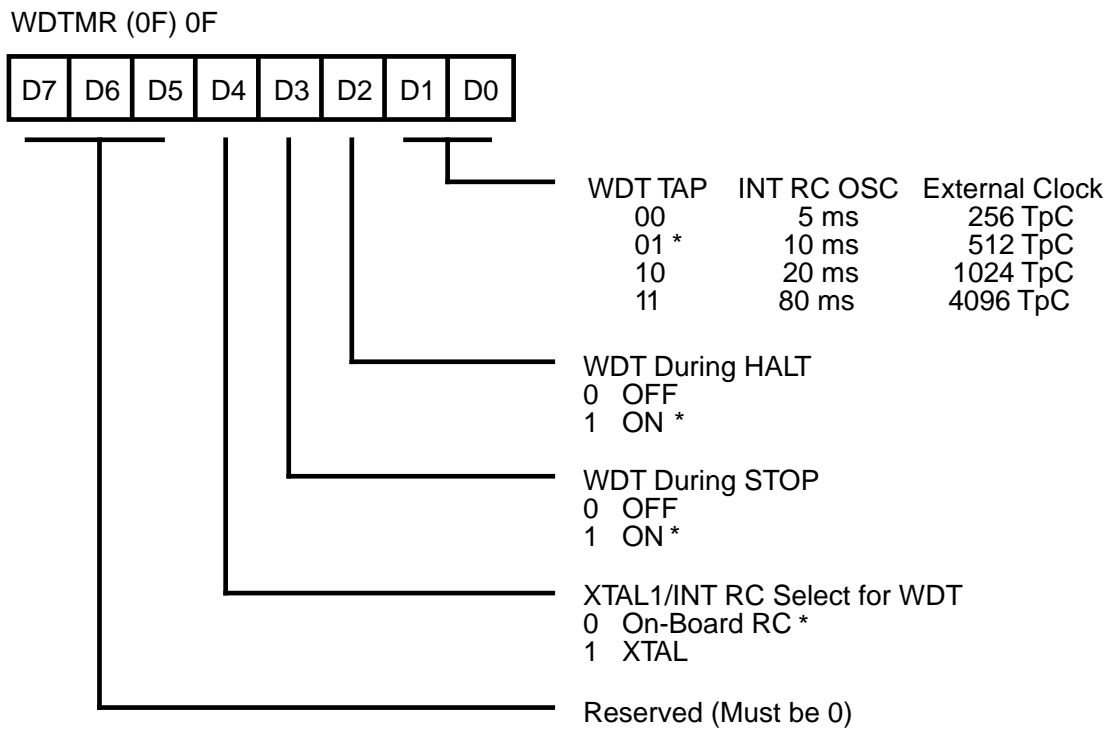 WDTMR (0F) 0F
D7 D6 D5 D4 D3 D2 D1 D0
WDT TAP INT RC OSC External Clock
00 5 ms 256 TpC
01 * 10 ms 512 TpC
10 20 ms 1024 TpC
11 80 ms 4096 TpC
WDT During HALT
0 OFF
1 ON *
WDT During STOP
0 OFF
1 ON *
XTAL1/INT RC Select for WDT
0 On-Board RC *
1 XTAL
Reserved (Must be 0)